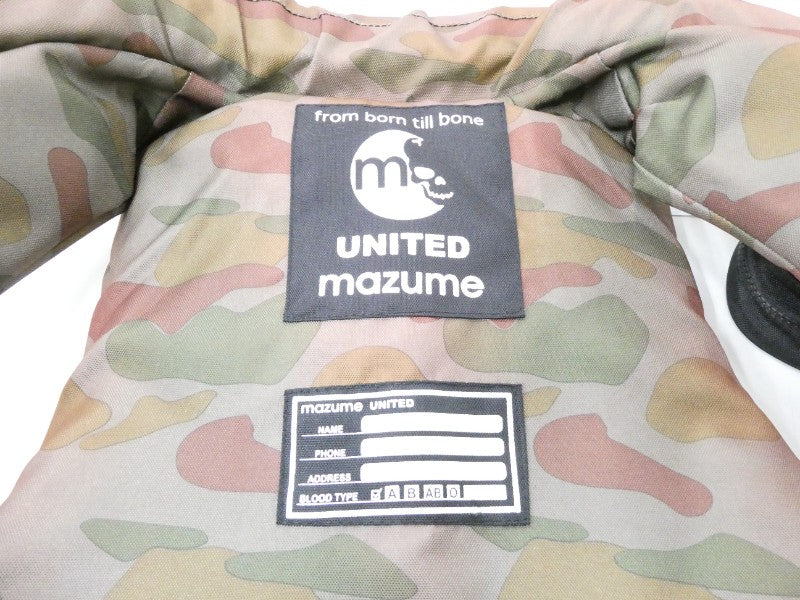 from born till bone
m
UNITED
mazume
mazume UNITED
NAME
PHONE
ADDRESS
BLOOD TYPE A B AB O